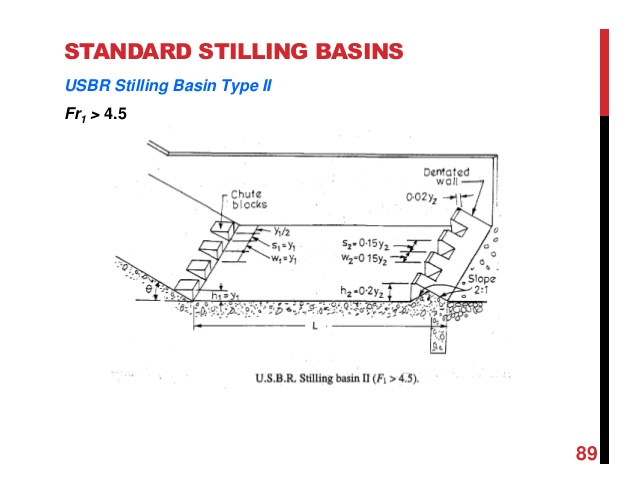 STANDARD STILLING BASINS
USBR Stilling Basin Type II
Fr1 > 4.5
Dentated
wall
0·02y2
Chute
blocks
y1/2
s1=y1
w1=y1
s2=0·15y2
w2=0 15y2
h2=0·2y2
Slope
2:1
θ
h1=y1
L
U.S.B.R. Stilling basin II (F1 > 4.5).
89